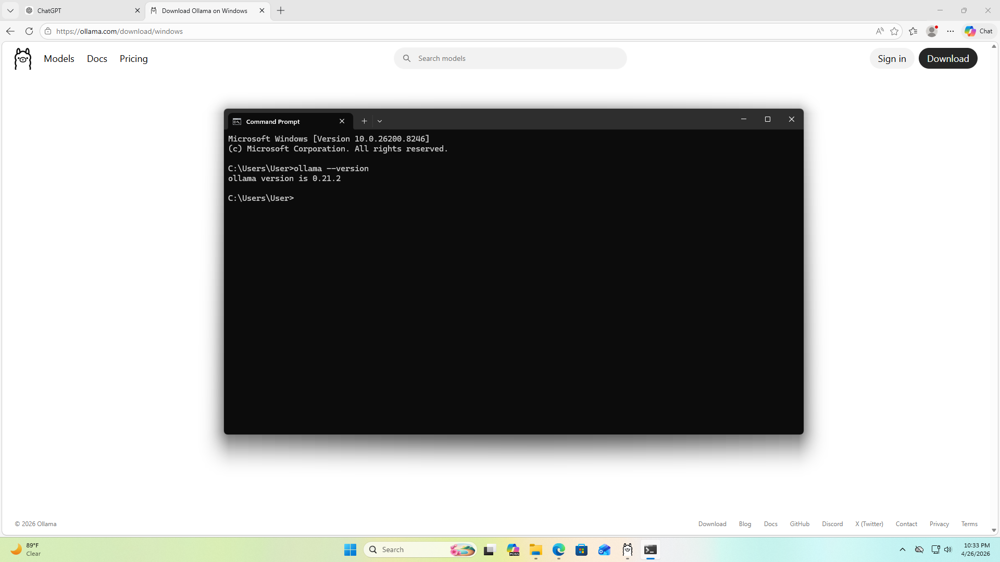 ChatGPT
Download Ollama on Windows
https://ollama.com/download/windows
Chat
Models Docs Pricing
Search models
Sign in
Download
Command Prompt
Microsoft Windows [Version 10.0.26200.8246]
(c) Microsoft Corporation. All rights reserved.
C:\Users\User>ollama --version
ollama version is 0.21.2
C:\Users\User>
© 2026 Ollama
Download Blog Docs GitHub Discord X (Twitter) Contact Privacy Terms
89°F
Clear
Search
M365
10:33 PM
4/26/2026